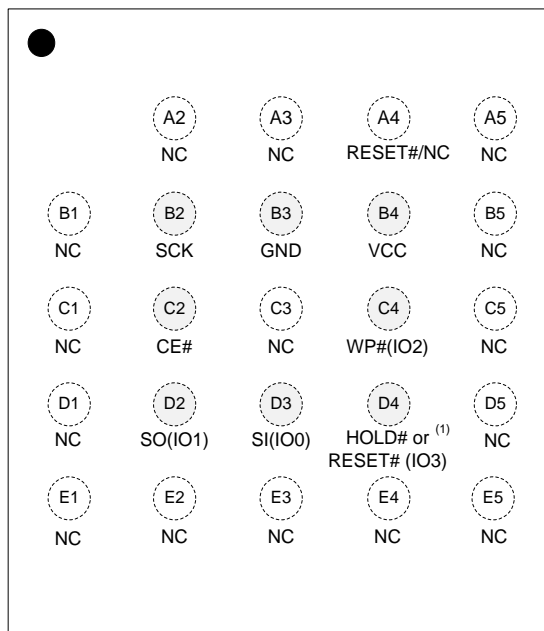 A2 A3 A4 A5
NC NC RESET#/NC NC
B1 B2 B3 B4 B5
NC SCK GND VCC NC
C1 C2 C3 C4 C5
NC CE# NC WP#(IO2) NC
D1 D2 D3 D4 D5
NC SO(IO1) SI(IO0) HOLD# or (1) NC
RESET# (IO3)
E1 E2 E3 E4 E5
NC NC NC NC NC